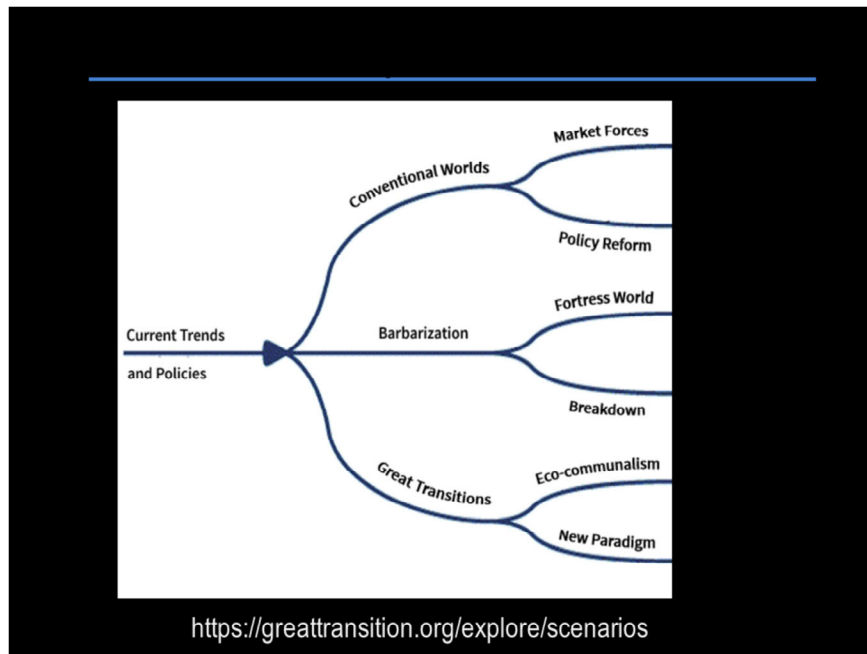 Market Forces
Conventional Worlds
Policy Reform
Fortress World
Current Trends
and Policies
Barbarization
Breakdown
Great Transitions
Eco-communalism
New Paradigm
https://greattransition.org/explore/scenarios